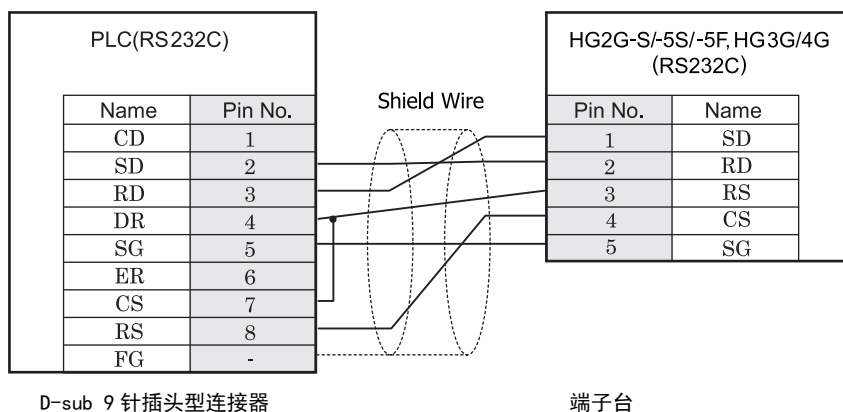 PLC(RS232C)
HG2G-S/-5S/-5F, HG3G/4G
(RS232C)
Shield Wire
Name Pin No.
CD 1
SD 2
RD 3
DR 4
SG 5
ER 6
CS 7
RS 8
FG -
Pin No. Name
1 SD
2 RD
3 RS
4 CS
5 SG
D-sub 9 针插头型连接器
端子台